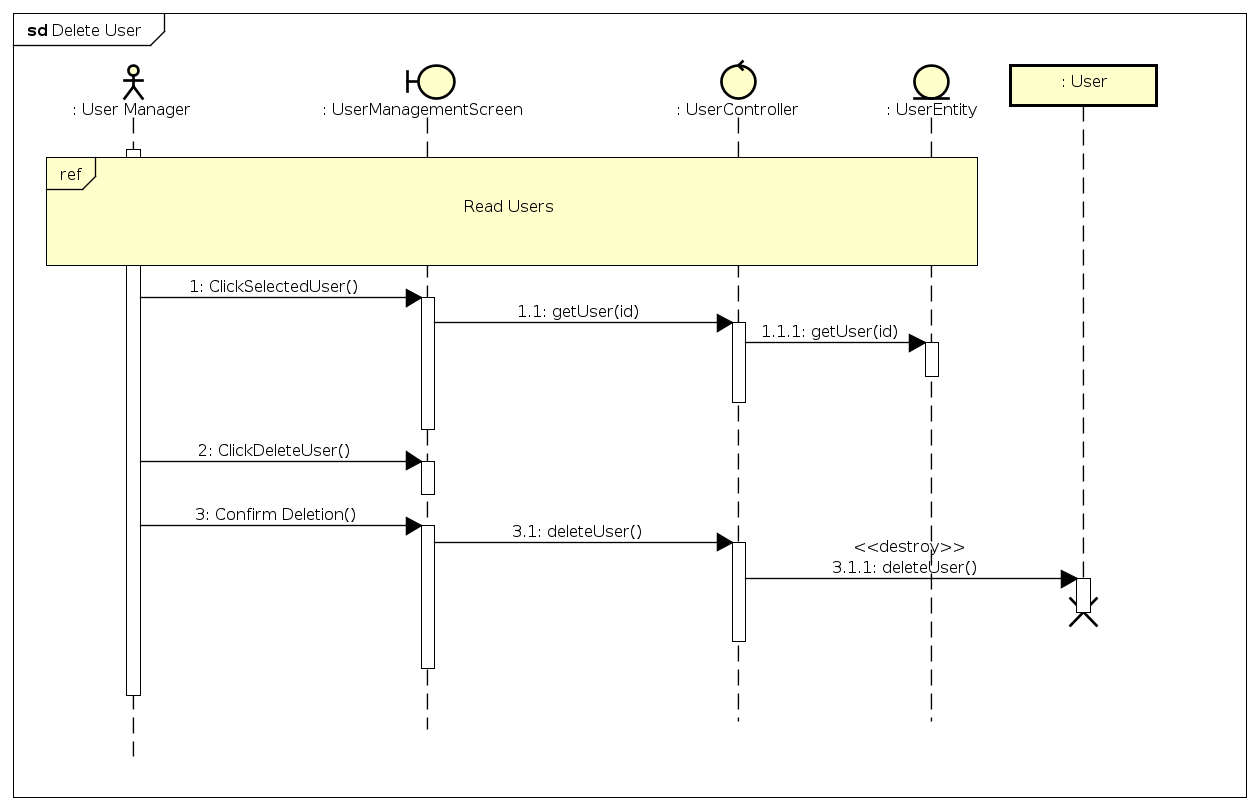 sd Delete User
: User Manager
: UserManagementScreen
: UserController
: UserEntity
: User
ref
Read Users
1: ClickSelectedUser()
1.1: getUser(id)
1.1.1: getUser(id)
2: ClickDeleteUser()
3: Confirm Deletion()
3.1: deleteUser()
<<destroy>>
3.1.1: deleteUser()